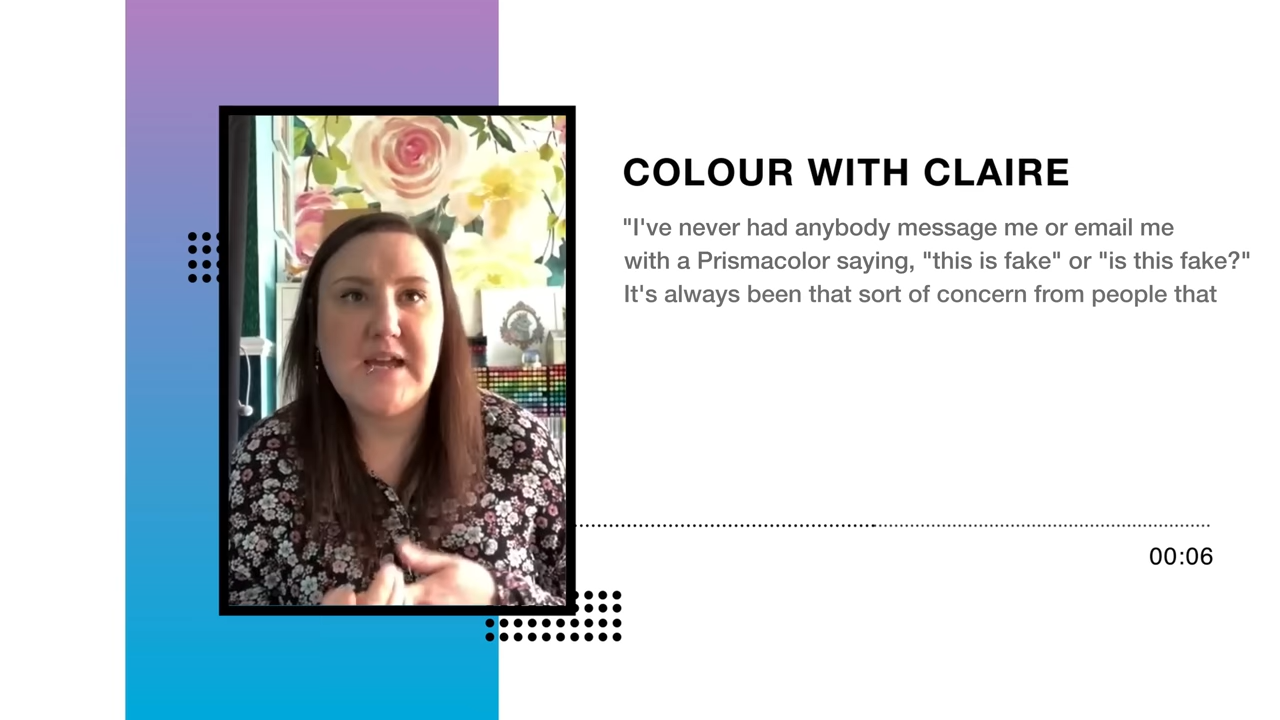 COLOUR WITH CLAIRE
"I've never had anybody message me or email me
with a Prismacolor saying, "this is fake" or "is this fake?"
It's always been that sort of concern from people that
00:06